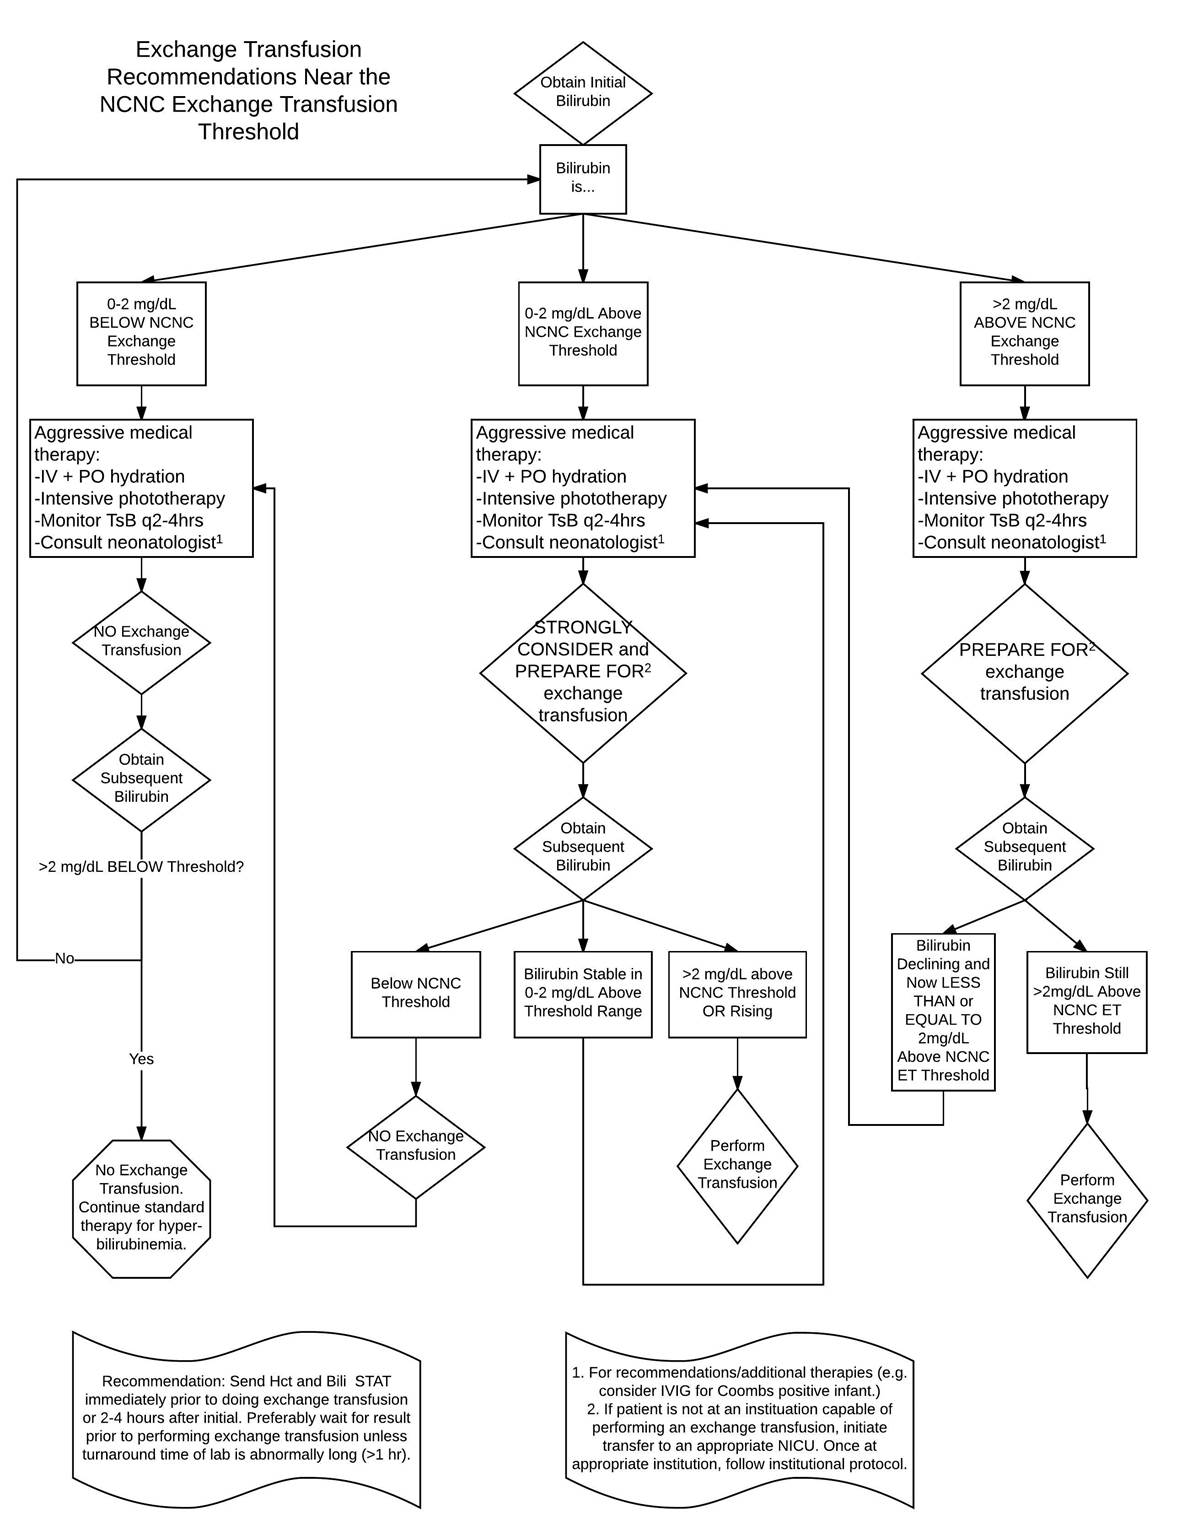 Exchange Transfusion
Recommendations Near the
NCNC Exchange Transfusion
Threshold
Obtain Initial
Bilirubin
Bilirubin
is...
0-2 mg/dL
BELOW NCNC
Exchange
Threshold
0-2 mg/dL Above
NCNC Exchange
Threshold
>2 mg/dL
ABOVE NCNC
Exchange
Threshold
Aggressive medical
therapy:
-IV + PO hydration
-Intensive phototherapy
-Monitor TsB q2-4hrs
-Consult neonatologist¹
Aggressive medical
therapy:
-IV + PO hydration
-Intensive phototherapy
-Monitor TsB q2-4hrs
-Consult neonatologist¹
Aggressive medical
therapy:
-IV + PO hydration
-Intensive phototherapy
-Monitor TsB q2-4hrs
-Consult neonatologist¹
NO Exchange
Transfusion
STRONGLY
CONSIDER and
PREPARE FOR²
exchange
transfusion
PREPARE FOR²
exchange
transfusion
Obtain
Subsequent
Bilirubin
Obtain
Subsequent
Bilirubin
Obtain
Subsequent
Bilirubin
>2 mg/dL BELOW Threshold?
No
Yes
Below NCNC
Threshold
Bilirubin Stable in
0-2 mg/dL Above
Threshold Range
>2 mg/dL above
NCNC Threshold
OR Rising
Bilirubin
Declining and
Now LESS
THAN or
EQUAL TO
2mg/dL
Above NCNC
ET Threshold
Bilirubin Still
>2mg/dL Above
NCNC ET
Threshold
NO Exchange
Transfusion
Perform
Exchange
Transfusion
Perform
Exchange
Transfusion
No Exchange
Transfusion.
Continue standard
therapy for hyper-
bilirubinemia.
Recommendation: Send Hct and Bili  STAT
immediately prior to doing exchange transfusion
or 2-4 hours after initial. Preferably wait for result
prior to performing exchange transfusion unless
turnaround time of lab is abnormally long (>1 hr).
1. For recommendations/additional therapies (e.g.
consider IVIG for Coombs positive infant.)
2. If patient is not at an instituation capable of
performing an exchange transfusion, initiate
transfer to an appropriate NICU. Once at
appropriate institution, follow institutional protocol.